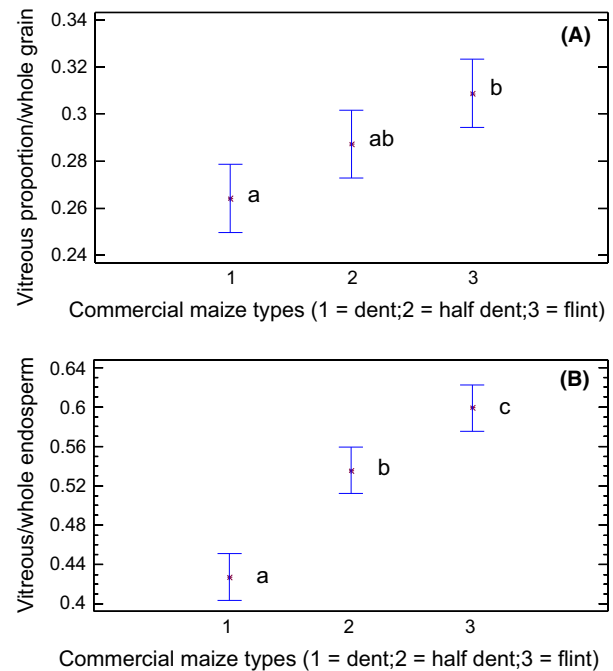 (A)
Vitreous proportion/whole grain
0.34
0.32
0.3
0.28
0.26
0.24
a
ab
b
1 2 3
Commercial maize types (1 = dent;2 = half dent;3 = flint)
(B)
Vitreous/whole endosperm
0.64
0.6
0.56
0.52
0.48
0.44
0.4
a
b
c
1 2 3
Commercial maize types (1 = dent;2 = half dent;3 = flint)